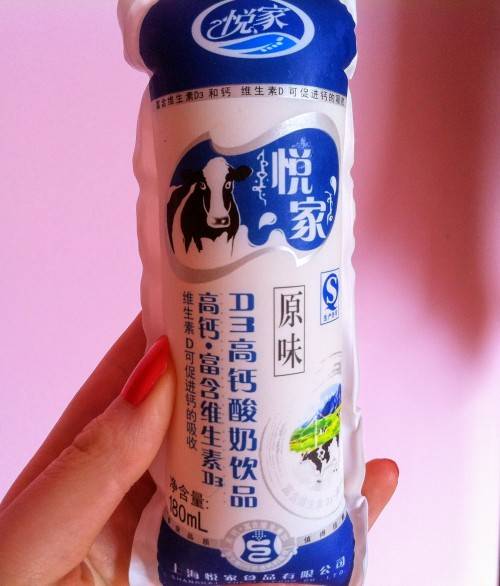 悦家
富含维生素D3 和钙 维生素D 可促进钙的吸收
悦家
原味
D3高钙酸奶饮品
高钙·富含维生素D3
维生素D可促进钙的吸收
净含量:
180mL
上海悦家食品有限公司